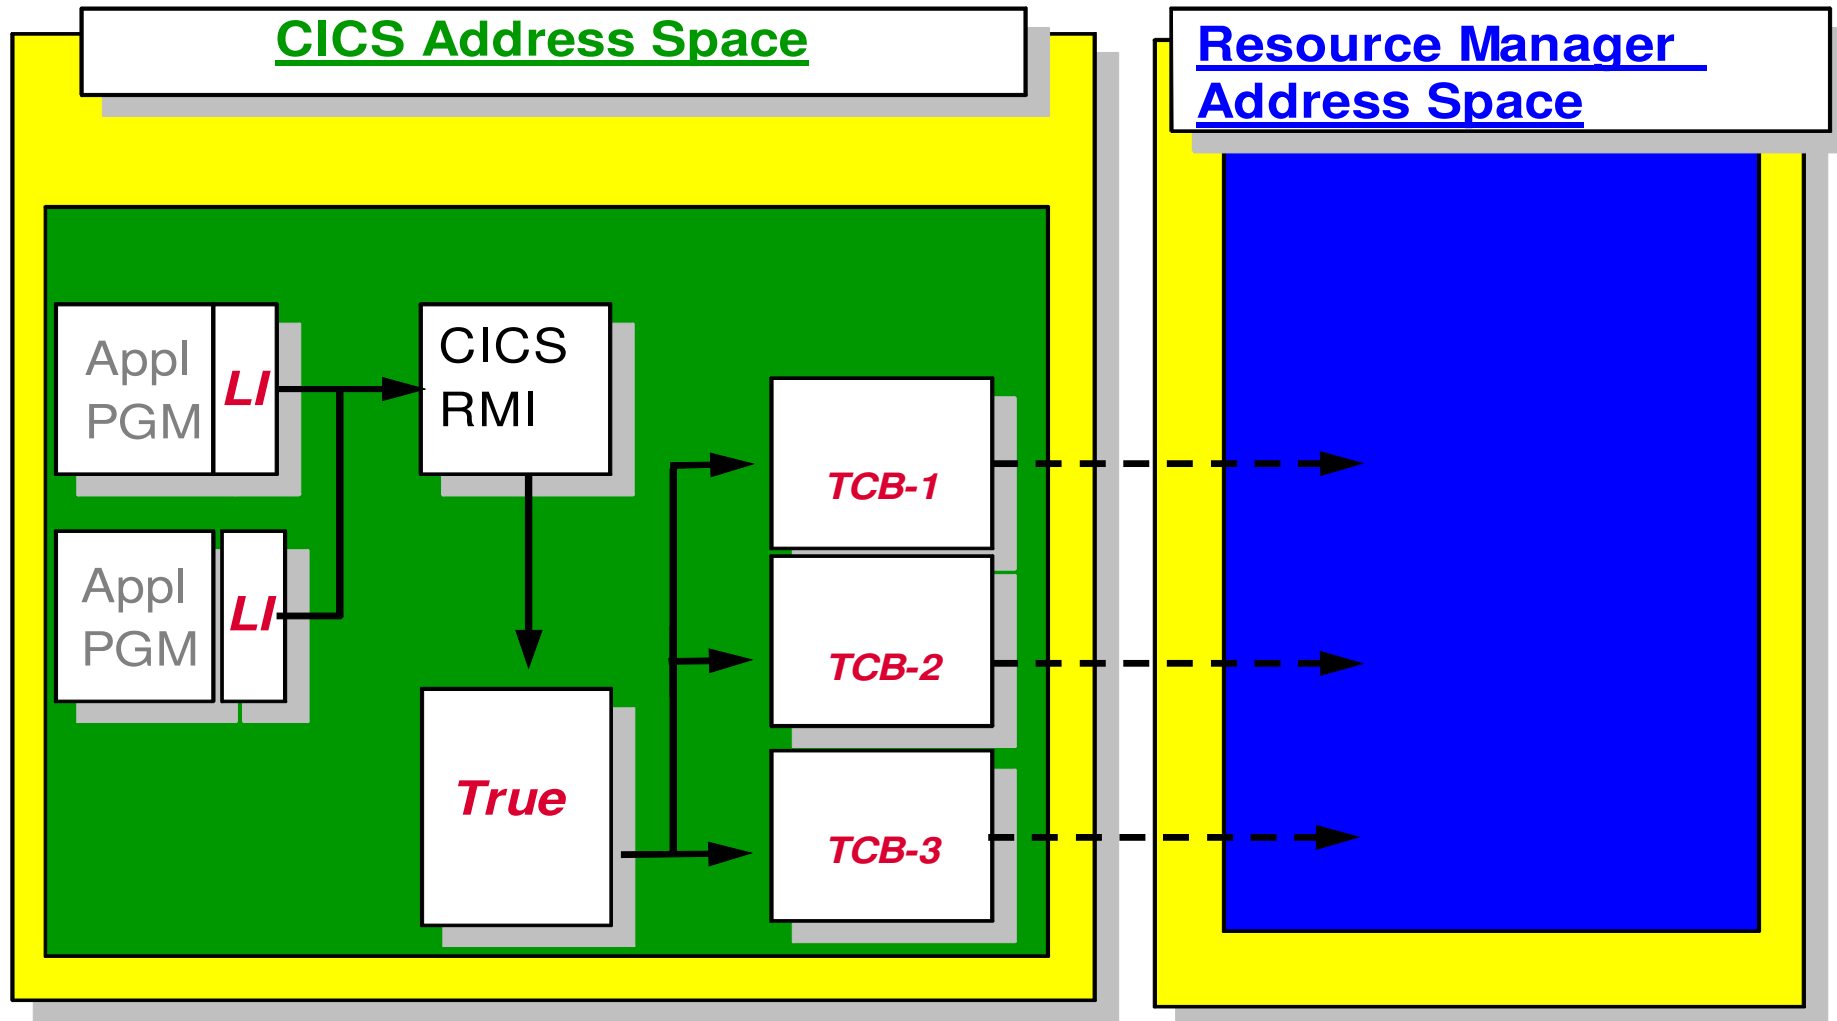 CICS Address Space
Resource Manager
Address Space
Appl
PGM
LI
CICS
RMI
Appl
PGM
LI
True
TCB-1
TCB-2
TCB-3